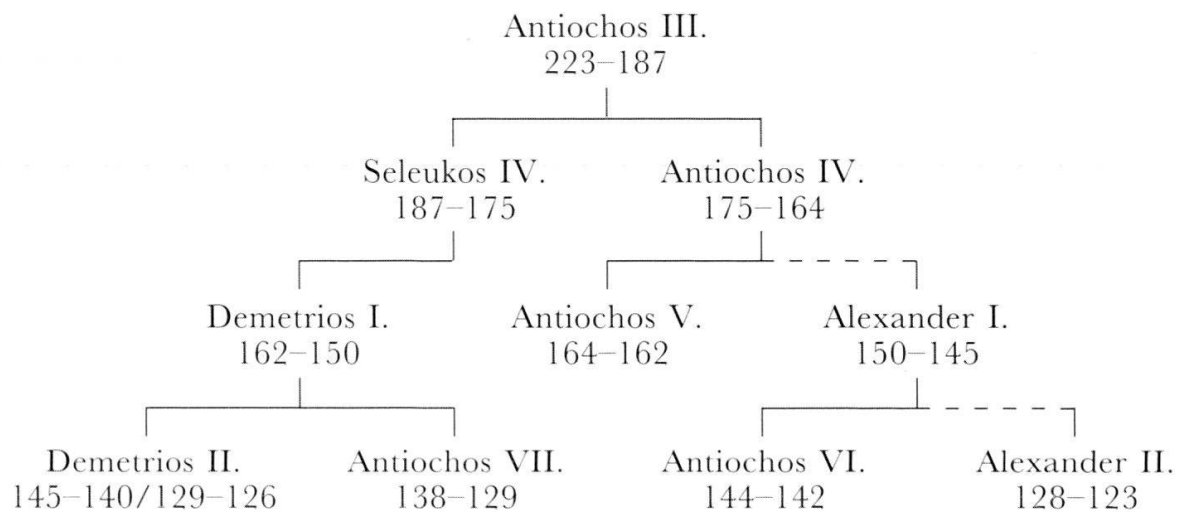 Antiochos III.
223–187
Seleukos IV. Antiochos IV.
187–175 175–164
Demetrios I. Antiochos V. Alexander I.
162–150 164–162 150–145
Demetrios II. Antiochos VII. Antiochos VI. Alexander II.
145–140/129–126 138–129 144–142 128–123